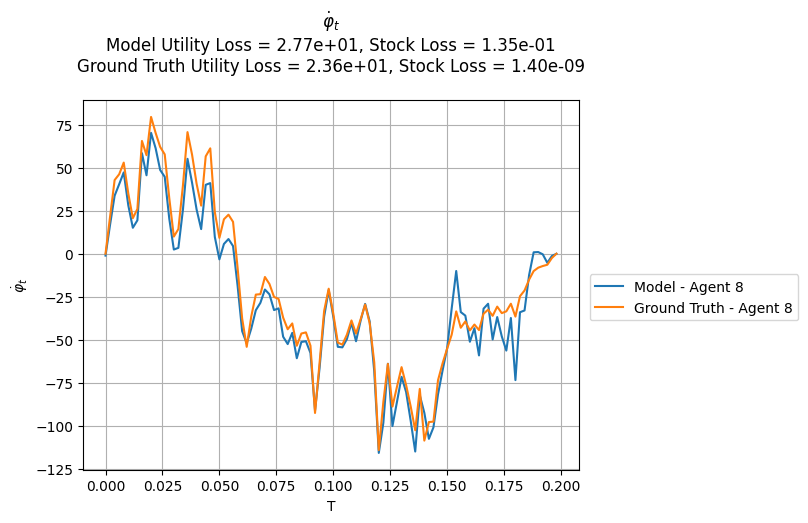 φ̇ₜ
Model Utility Loss = 2.77e+01, Stock Loss = 1.35e-01
Ground Truth Utility Loss = 2.36e+01, Stock Loss = 1.40e-09
φ̇ₜ
75
50
25
0
−25
−50
−75
−100
−125
0.000
0.025
0.050
0.075
0.100
0.125
0.150
0.175
0.200
T
Model - Agent 8
Ground Truth - Agent 8